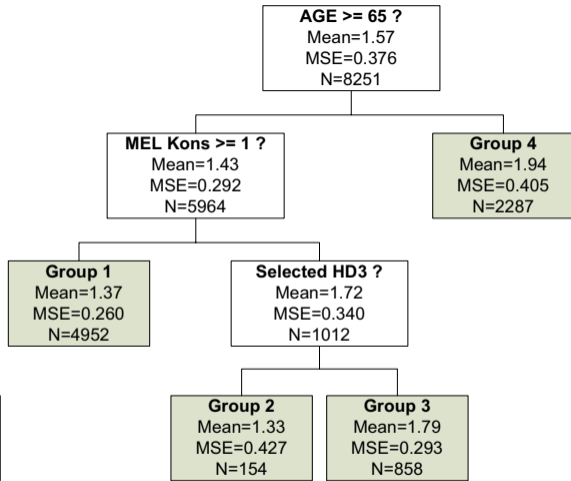 AGE >= 65 ?
Mean=1.57
MSE=0.376
N=8251
MEL Kons >= 1 ?
Mean=1.43
MSE=0.292
N=5964
Group 4
Mean=1.94
MSE=0.405
N=2287
Group 1
Mean=1.37
MSE=0.260
N=4952
Selected HD3 ?
Mean=1.72
MSE=0.340
N=1012
Group 2
Mean=1.33
MSE=0.427
N=154
Group 3
Mean=1.79
MSE=0.293
N=858